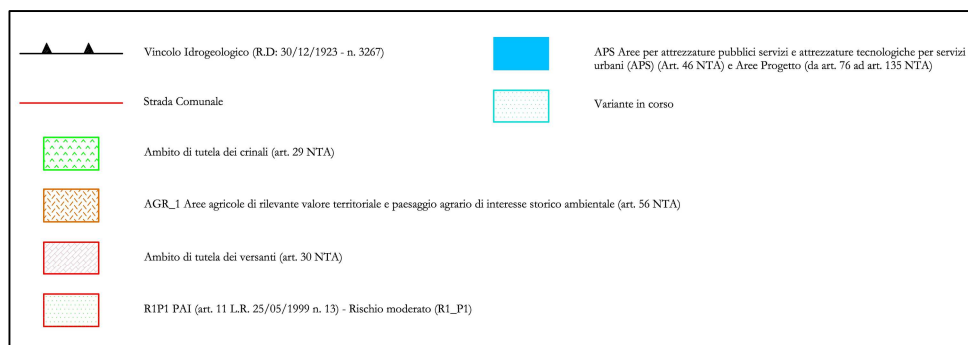 Vincolo Idrogeologico (R.D: 30/12/1923 - n. 3267)
Strada Comunale
Ambito di tutela dei crinali (art. 29 NTA)
AGR_1 Aree agricole di rilevante valore territoriale e paesaggio agrario di interesse storico ambientale (art. 56 NTA)
Ambito di tutela dei versanti (art. 30 NTA)
R1P1 PAI (art. 11 L.R. 25/05/1999 n. 13) - Rischio moderato (R1_P1)
APS Aree per attrezzature pubblici servizi e attrezzature tecnologiche per servizi
urbani (APS) (Art. 46 NTA) e Aree Progetto (da art. 76 ad art. 135 NTA)
Variante in corso